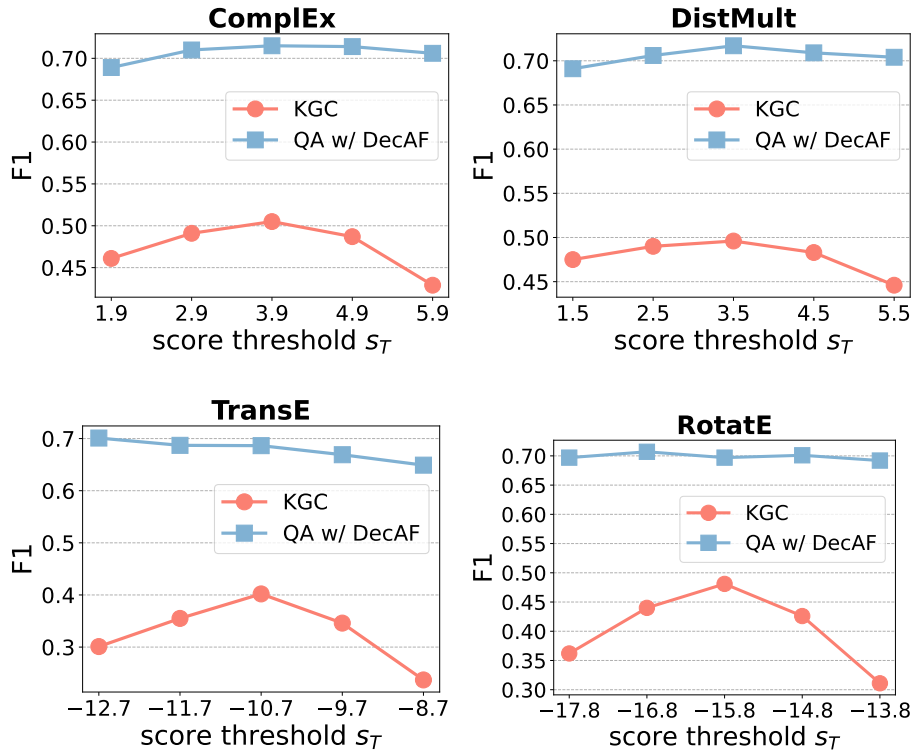 ComplEx
F1
0.70
0.65
0.60
0.55
0.50
0.45
KGC
QA w/ DecAF
1.9 2.9 3.9 4.9 5.9
score threshold s_T
DistMult
F1
0.70
0.65
0.60
0.55
0.50
0.45
KGC
QA w/ DecAF
1.5 2.5 3.5 4.5 5.5
score threshold s_T
TransE
F1
0.7
0.6
0.5
0.4
0.3
KGC
QA w/ DecAF
−12.7 −11.7 −10.7 −9.7 −8.7
score threshold s_T
RotatE
F1
0.70
0.65
0.60
0.55
0.50
0.45
0.40
0.35
0.30
KGC
QA w/ DecAF
−17.8 −16.8 −15.8 −14.8 −13.8
score threshold s_T